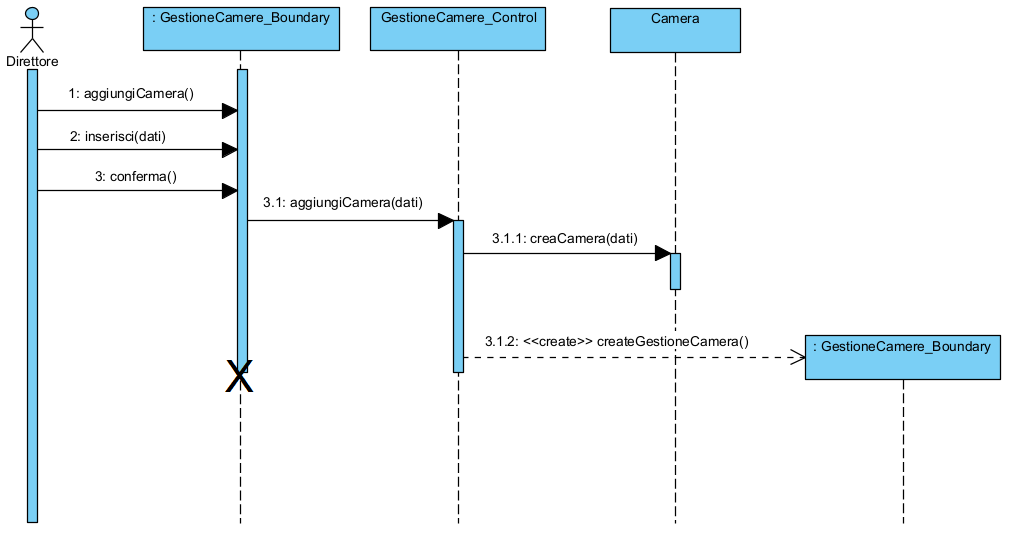 : GestioneCamere_Boundary
GestioneCamere_Control
Camera
Direttore
1: aggiungiCamera()
2: inserisci(dati)
3: conferma()
3.1: aggiungiCamera(dati)
3.1.1: creaCamera(dati)
3.1.2: <<create>> createGestioneCamera()
: GestioneCamere_Boundary